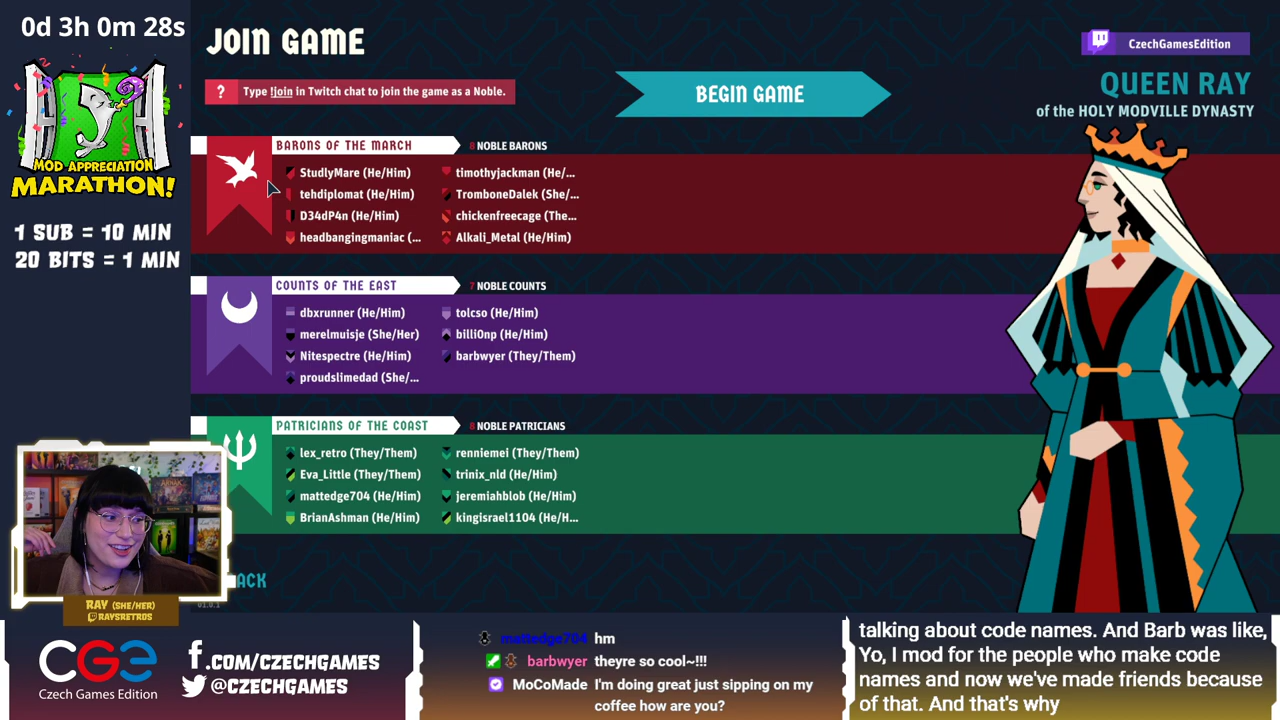 0d 3h 0m 28s
MOD-APPRECIATION
MARATHON!
1 SUB = 10 MIN
20 BITS = 1 MIN
JOIN GAME
? Type !join in Twitch chat to join the game as a Noble.
BEGIN GAME
CzechGamesEdition
QUEEN RAY
of the HOLY MODVILLE DYNASTY
BARONS OF THE MARCH
8 NOBLE BARONS
StudlyMare (He/Him)
timothyjackman (He/...
tehdiplomat (He/Him)
TromboneDalek (She/...
D34dP4n (He/Him)
chickenfreecage (The...
headbangingmaniac (...
Alkali_Metal (He/Him)
COUNTS OF THE EAST
7 NOBLE COUNTS
dbxrunner (He/Him)
tolcso (He/Him)
merelmuisje (She/Her)
billi0np (He/Him)
Nitespectre (He/Him)
barbwyer (They/Them)
proudslimedad (She/...
PATRICIANS OF THE COAST
8 NOBLE PATRICIANS
lex_retro (They/Them)
renniemei (They/Them)
Eva_Little (They/Them)
trinix_nld (He/Him)
mattedge704 (He/Him)
jeremiahblob (He/Him)
BrianAshman (He/Him)
kingisrael1104 (He/H...
ACK
RAY (SHE/HER)
RAYSRETROS
CGE
Czech Games Edition
f.COM/CZECHGAMES
@CZECHGAMES
mattedge704 hm
barbwyer theyre so cool~!!!
MoCoMade I'm doing great just sipping on my
coffee how are you?
talking about code names. And Barb was like,
Yo, I mod for the people who make code
names and now we've made friends because
of that. And that's why